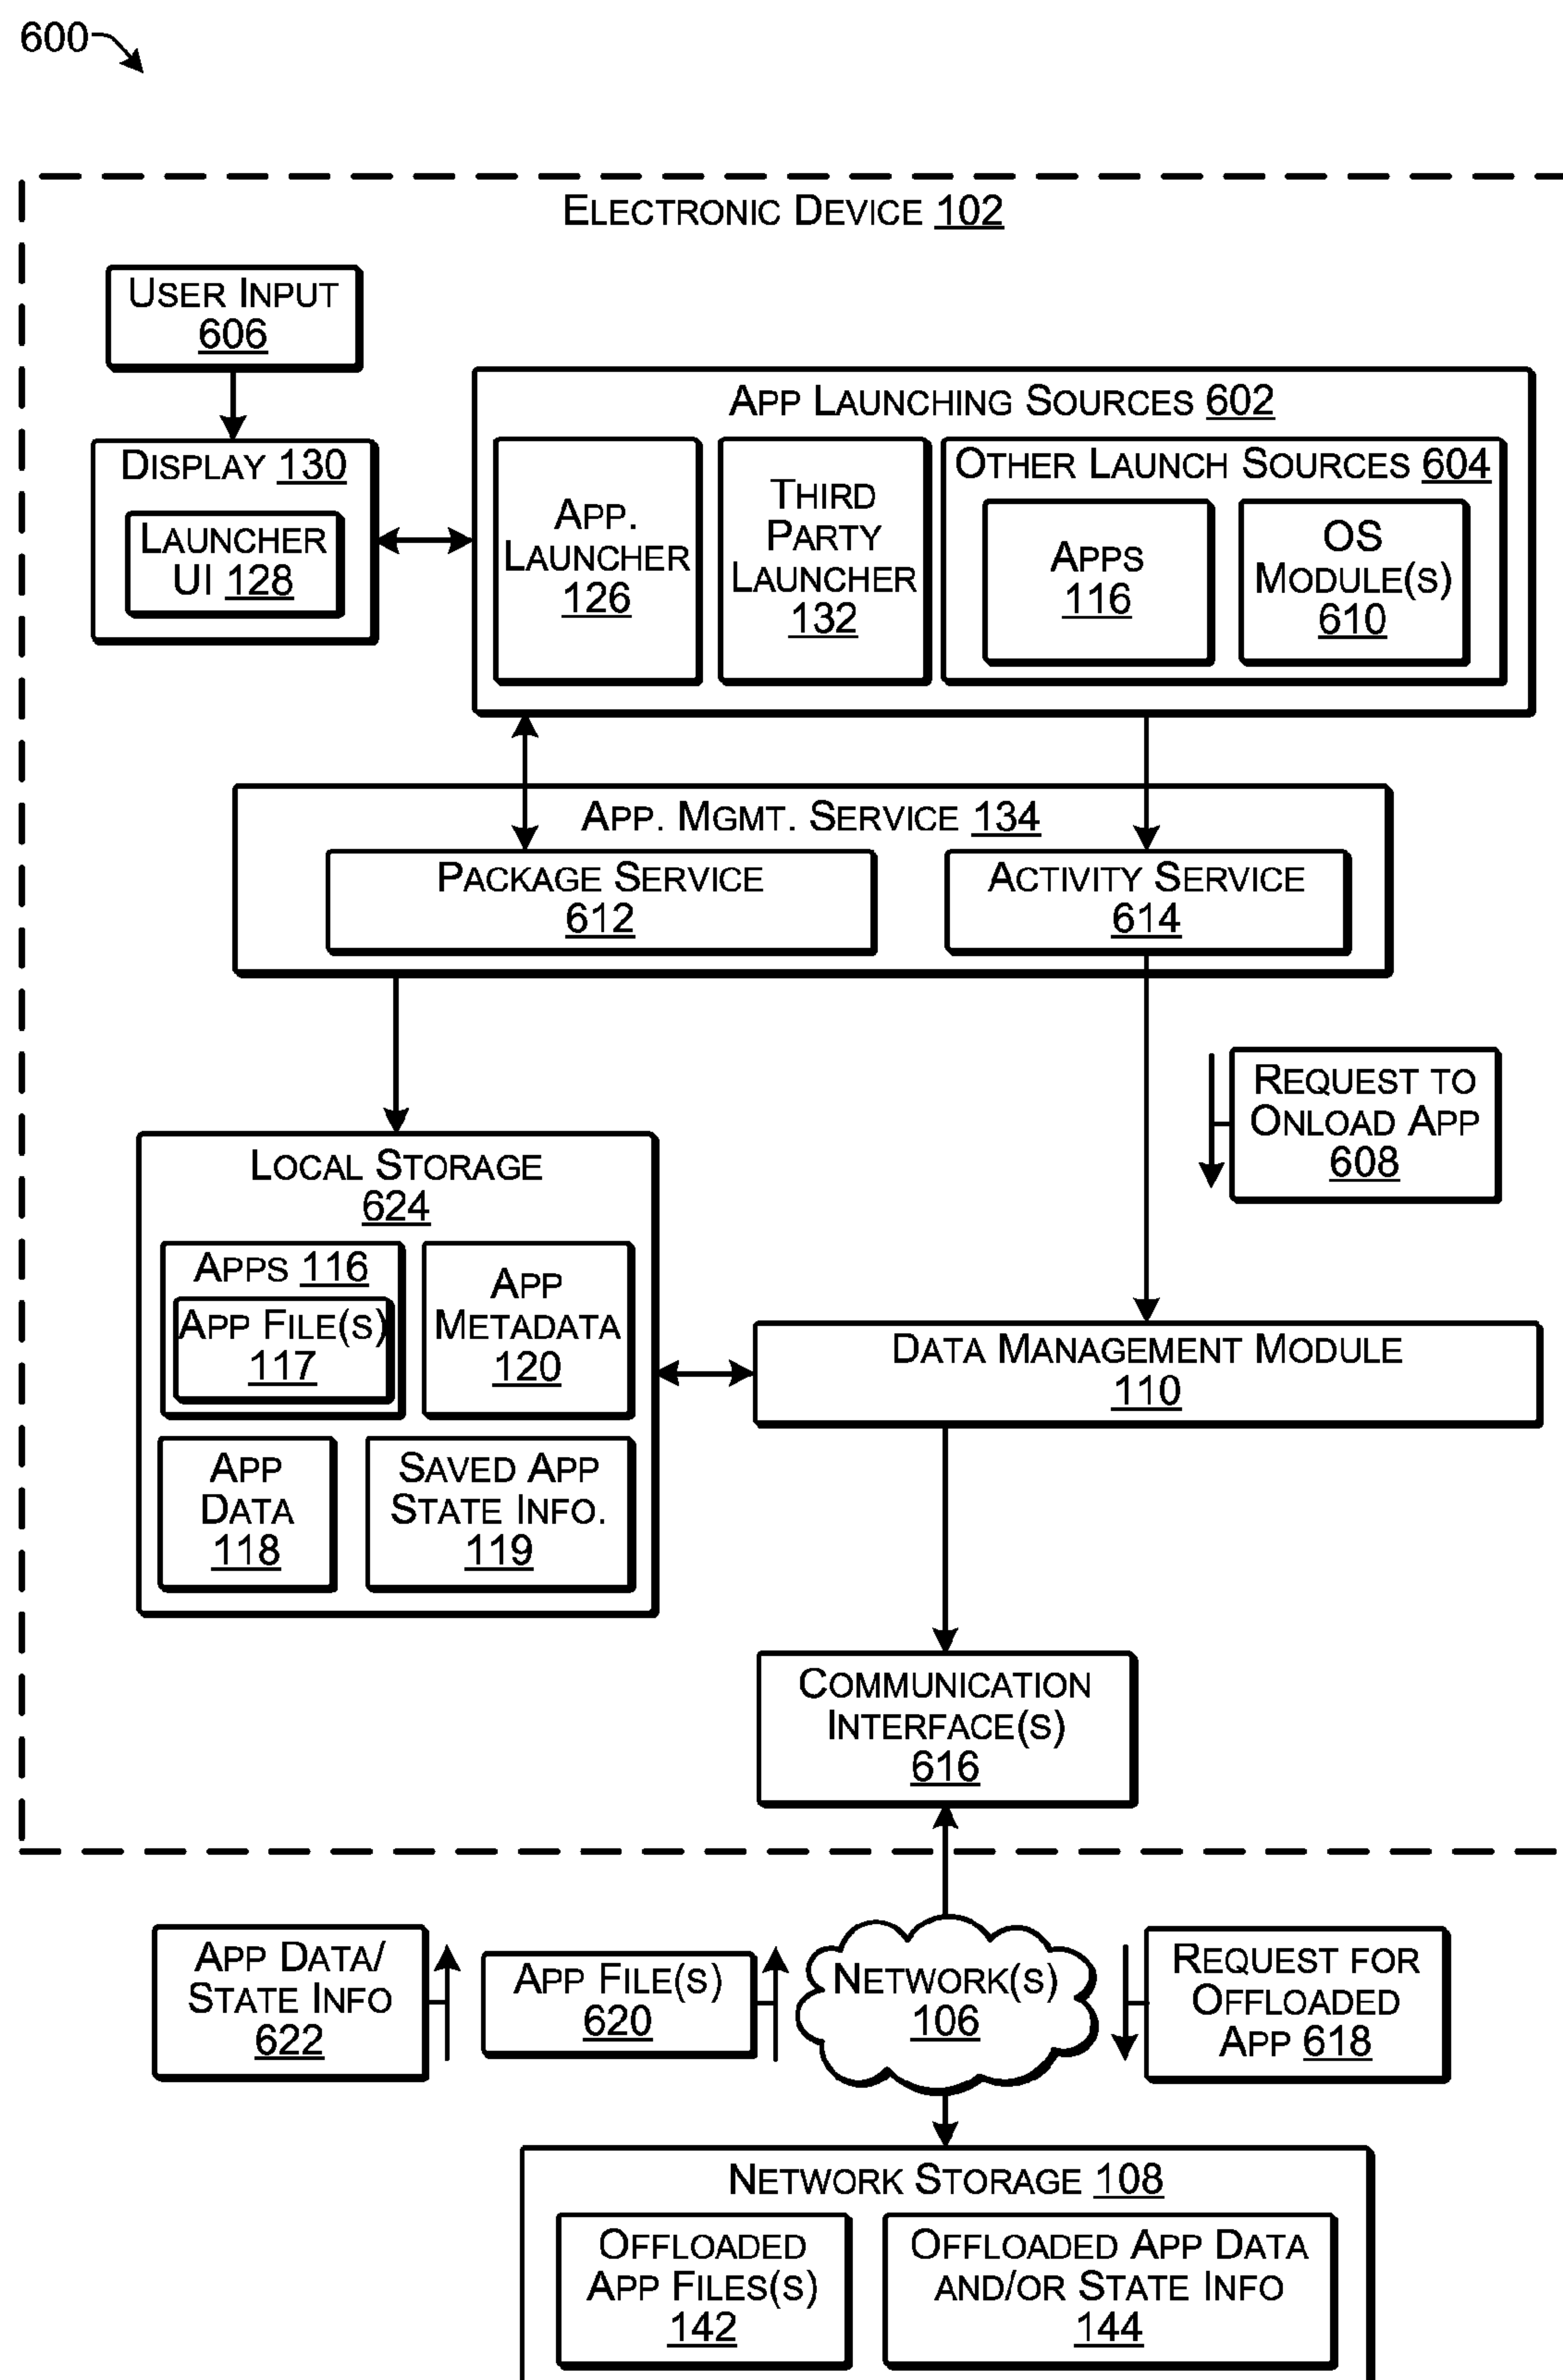 600
ELECTRONIC DEVICE 102
USER INPUT
606
DISPLAY 130
LAUNCHER
UI 128
APP LAUNCHING SOURCES 602
APP.
LAUNCHER
126
THIRD
PARTY
LAUNCHER
132
OTHER LAUNCH SOURCES 604
APPS
116
OS
MODULE(S)
610
APP. MGMT. SERVICE 134
PACKAGE SERVICE
612
ACTIVITY SERVICE
614
REQUEST TO
ONLOAD APP
608
LOCAL STORAGE
624
APPS 116
APP FILE(S)
117
APP
METADATA
120
APP
DATA
118
SAVED APP
STATE INFO.
119
DATA MANAGEMENT MODULE
110
COMMUNICATION
INTERFACE(S)
616
APP DATA/
STATE INFO
622
APP FILE(S)
620
NETWORK(S)
106
REQUEST FOR
OFFLOADED
APP 618
NETWORK STORAGE 108
OFFLOADED
APP FILES(S)
142
OFFLOADED APP DATA
AND/OR STATE INFO
144